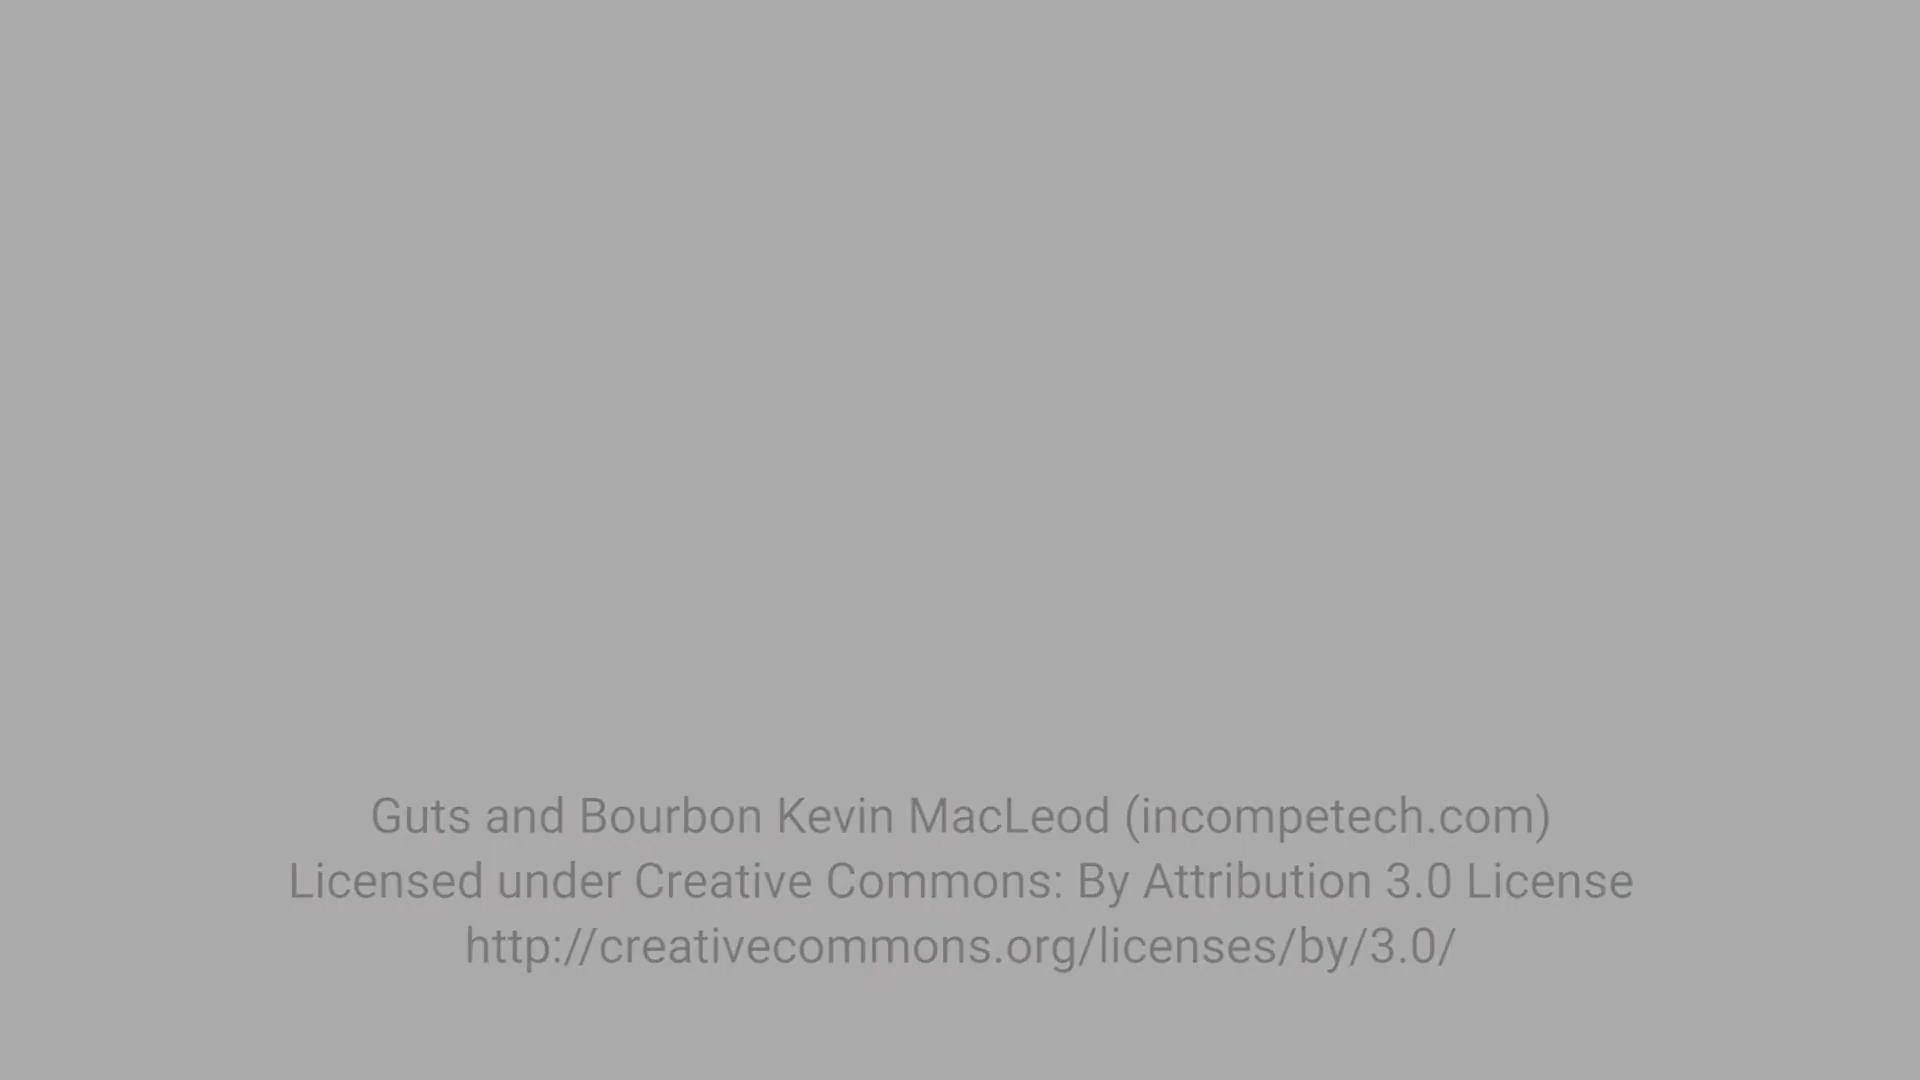 Guts and Bourbon Kevin MacLeod (incompetech.com)
Licensed under Creative Commons: By Attribution 3.0 License
http://creativecommons.org/licenses/by/3.0/